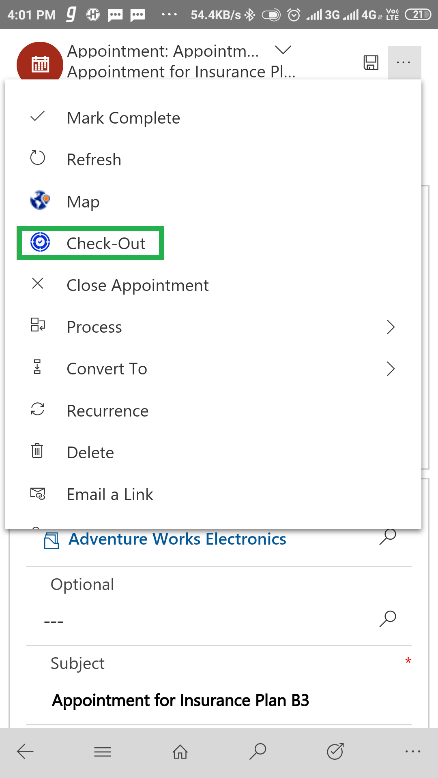 4:01 PM 54.4KB/s 3G 4G VoLTE 21
Appointment: Appointm...
Appointment for Insurance Pl...
Mark Complete
Refresh
Map
Check-Out
Close Appointment
Process
Convert To
Recurrence
Delete
Email a Link
Adventure Works Electronics
Optional
---
Subject *
Appointment for Insurance Plan B3